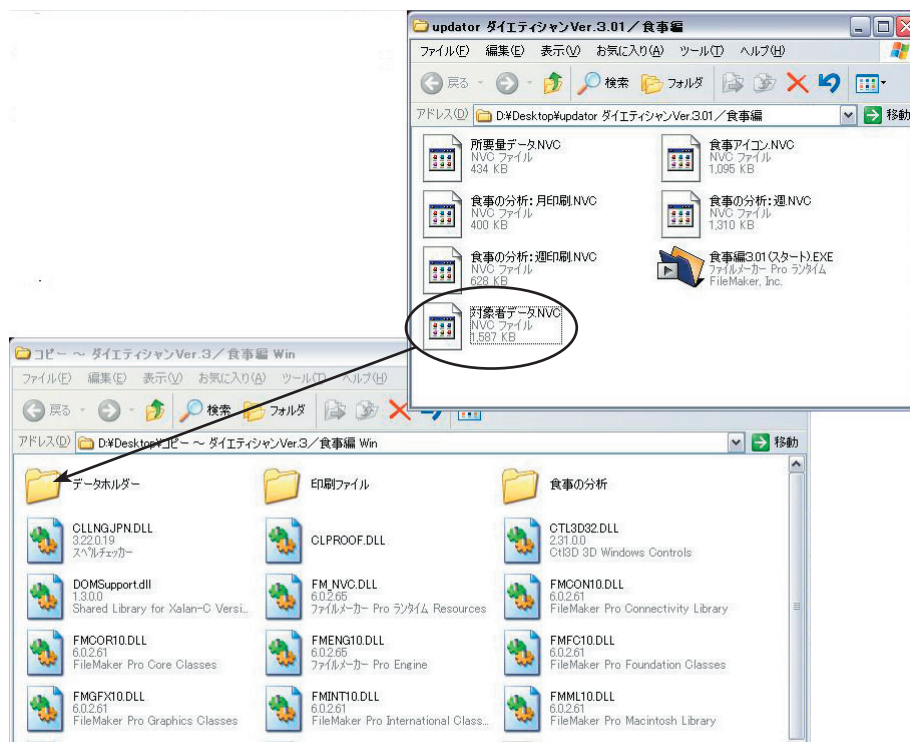 updator ダイエティシャンVer.3.01／食事編
ファイル(F) 編集(E) 表示(V) お気に入り(A) ツール(T) ヘルプ(H)
戻る 検索 フォルダ
アドレス(D) D:¥Desktop¥updator ダイエティシャンVer.3.01／食事編 移動
所要量データ.NVC
NVC ファイル
434 KB
食事アイコン.NVC
NVC ファイル
1,095 KB
食事の分析:月印刷.NVC
NVC ファイル
400 KB
食事の分析:週.NVC
NVC ファイル
1,310 KB
食事の分析:週印刷.NVC
NVC ファイル
628 KB
食事編3.01(スタート).EXE
ファイルメーカー Pro ランタイム
FileMaker, Inc.
対象者データ.NVC
NVC ファイル
1,587 KB
コピー ～ ダイエティシャンVer.3／食事編 Win
ファイル(F) 編集(E) 表示(V) お気に入り(A) ツール(T) ヘルプ(H)
戻る 検索 フォルダ
アドレス(D) D:¥Desktop¥コピー ～ ダイエティシャンVer.3／食事編 Win 移動
データホルダー
印刷ファイル
食事の分析
CLLNGJPN.DLL
3.22.0.19
スペルチェッカー
CLPROOF.DLL
CTL3D32.DLL
2.31.0.0
Ctl3D 3D Windows Controls
DOMSupport.dll
1.3.0.0
Shared Library for Xalan-C Versi...
FM_NVC.DLL
6.0.2.65
ファイルメーカー Pro ランタイム Resources
FMCON10.DLL
6.0.2.61
FileMaker Pro Connectivity Library
FMCOR10.DLL
6.0.2.61
FileMaker Pro Core Classes
FMENG10.DLL
6.0.2.65
ファイルメーカー Pro Engine
FMFC10.DLL
6.0.2.61
FileMaker Pro Foundation Classes
FMGFX10.DLL
6.0.2.61
FileMaker Pro Graphics Classes
FMINT10.DLL
6.0.2.61
FileMaker Pro International Class...
FMML10.DLL
6.0.2.61
FileMaker Pro Macintosh Library